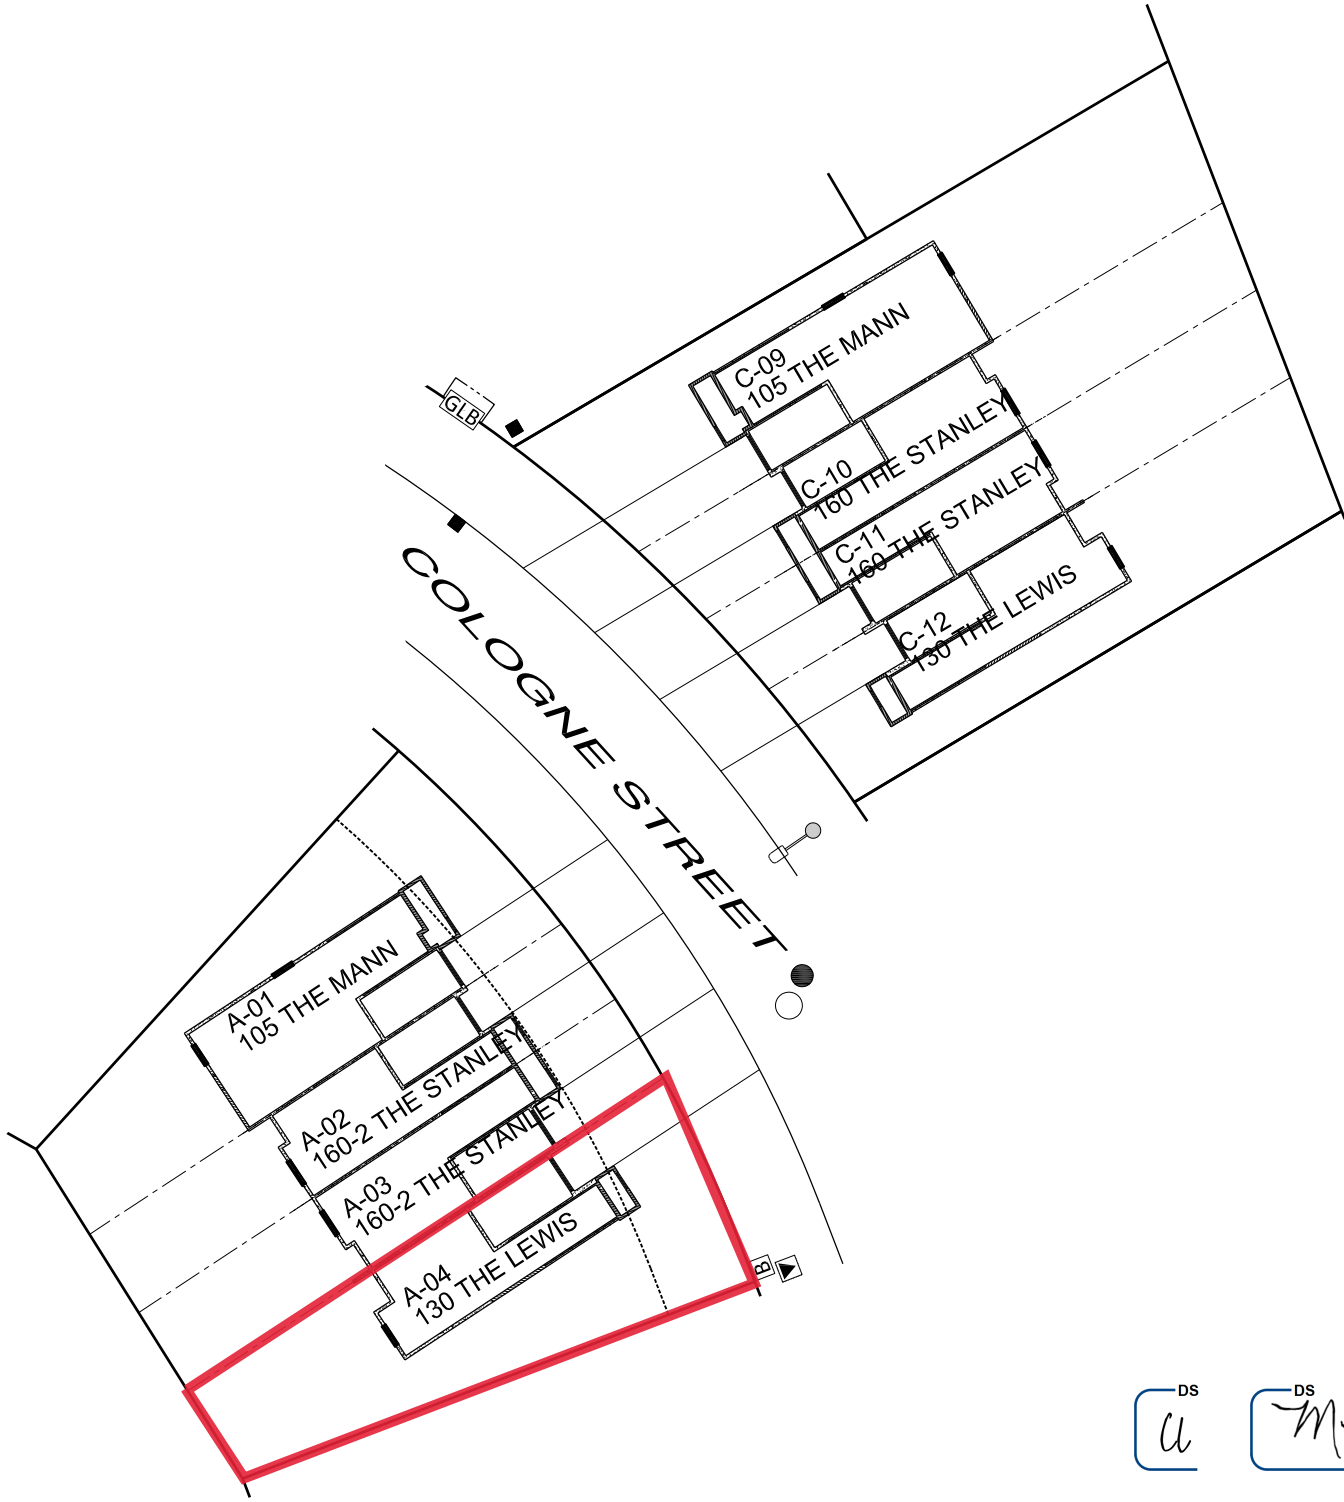 C-09
105 THE MANN
GLB
C-10
160 THE STANLEY
C-11
160 THE STANLEY
C-12
130 THE LEWIS
COLOGNE STREET
A-01
105 THE MANN
A-02
160-2 THE STANLEY
A-03
160-2 THE STANLEY
A-04
130 THE LEWIS
B
DS
DS